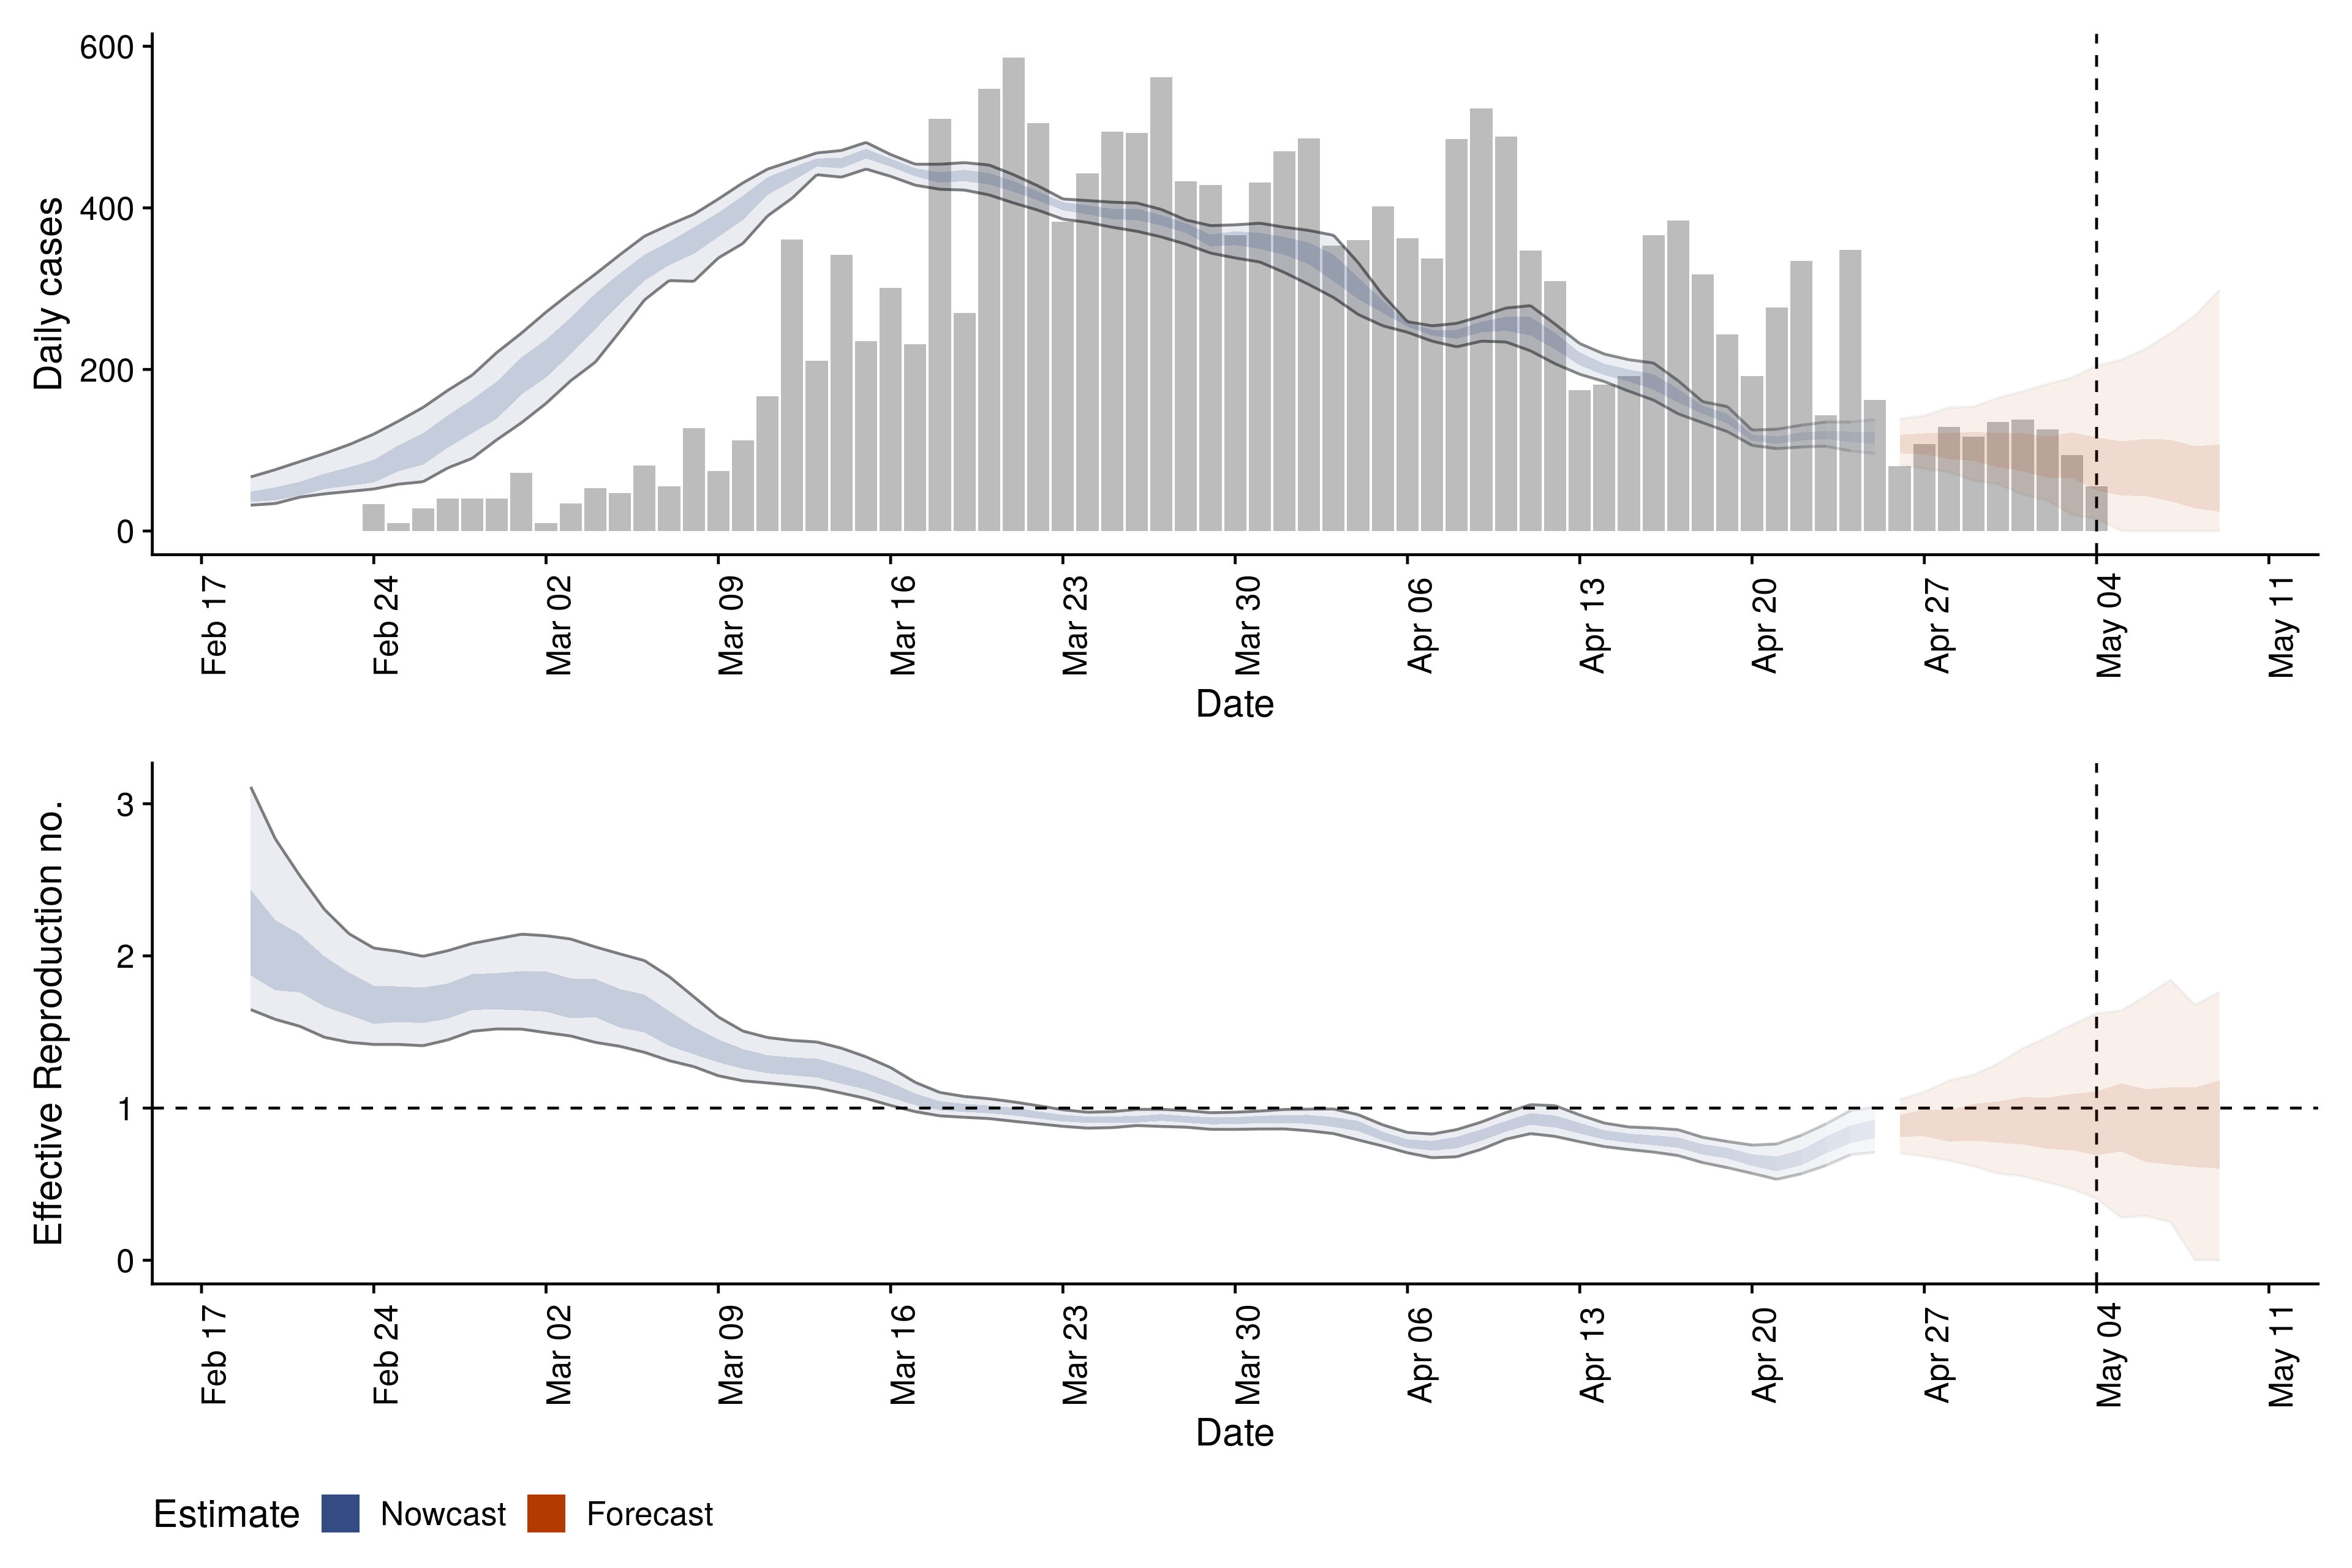 600
400
200
0
Daily cases
Feb 17
Feb 24
Mar 02
Mar 09
Mar 16
Mar 23
Mar 30
Apr 06
Apr 13
Apr 20
Apr 27
May 04
May 11
Date
3
2
1
0
Effective Reproduction no.
Feb 17
Feb 24
Mar 02
Mar 09
Mar 16
Mar 23
Mar 30
Apr 06
Apr 13
Apr 20
Apr 27
May 04
May 11
Date
Estimate Nowcast Forecast